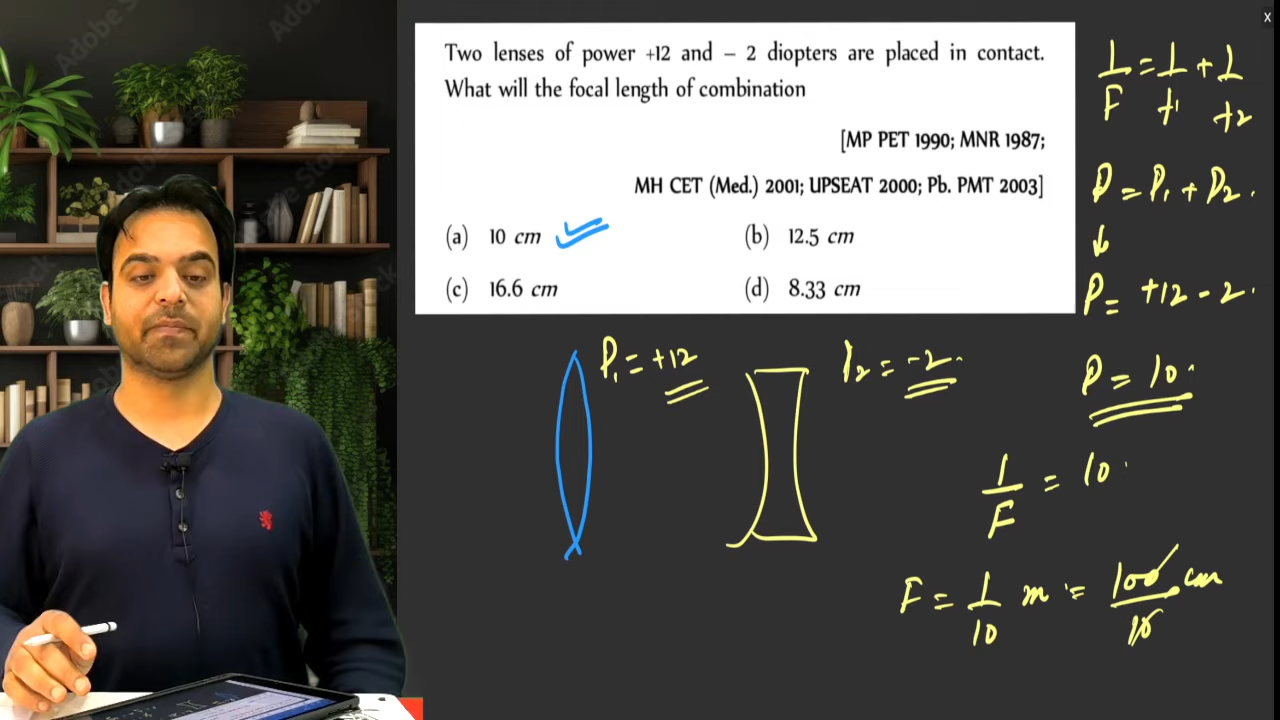 Adobe Stock
Two lenses of power +12 and – 2 diopters are placed in contact.
What will the focal length of combination
[MP PET 1990; MNR 1987;
MH CET (Med.) 2001; UPSEAT 2000; Pb. PMT 2003]
(a) 10 cm
(b) 12.5 cm
(c) 16.6 cm
(d) 8.33 cm
P₁ = +12
P₂ = -2
1/F = 1/f1 + 1/f2
P = P₁ + P₂
P = +12 - 2
P = 10
1/F = 10
F = 1/10 m = 100/10 cm
x